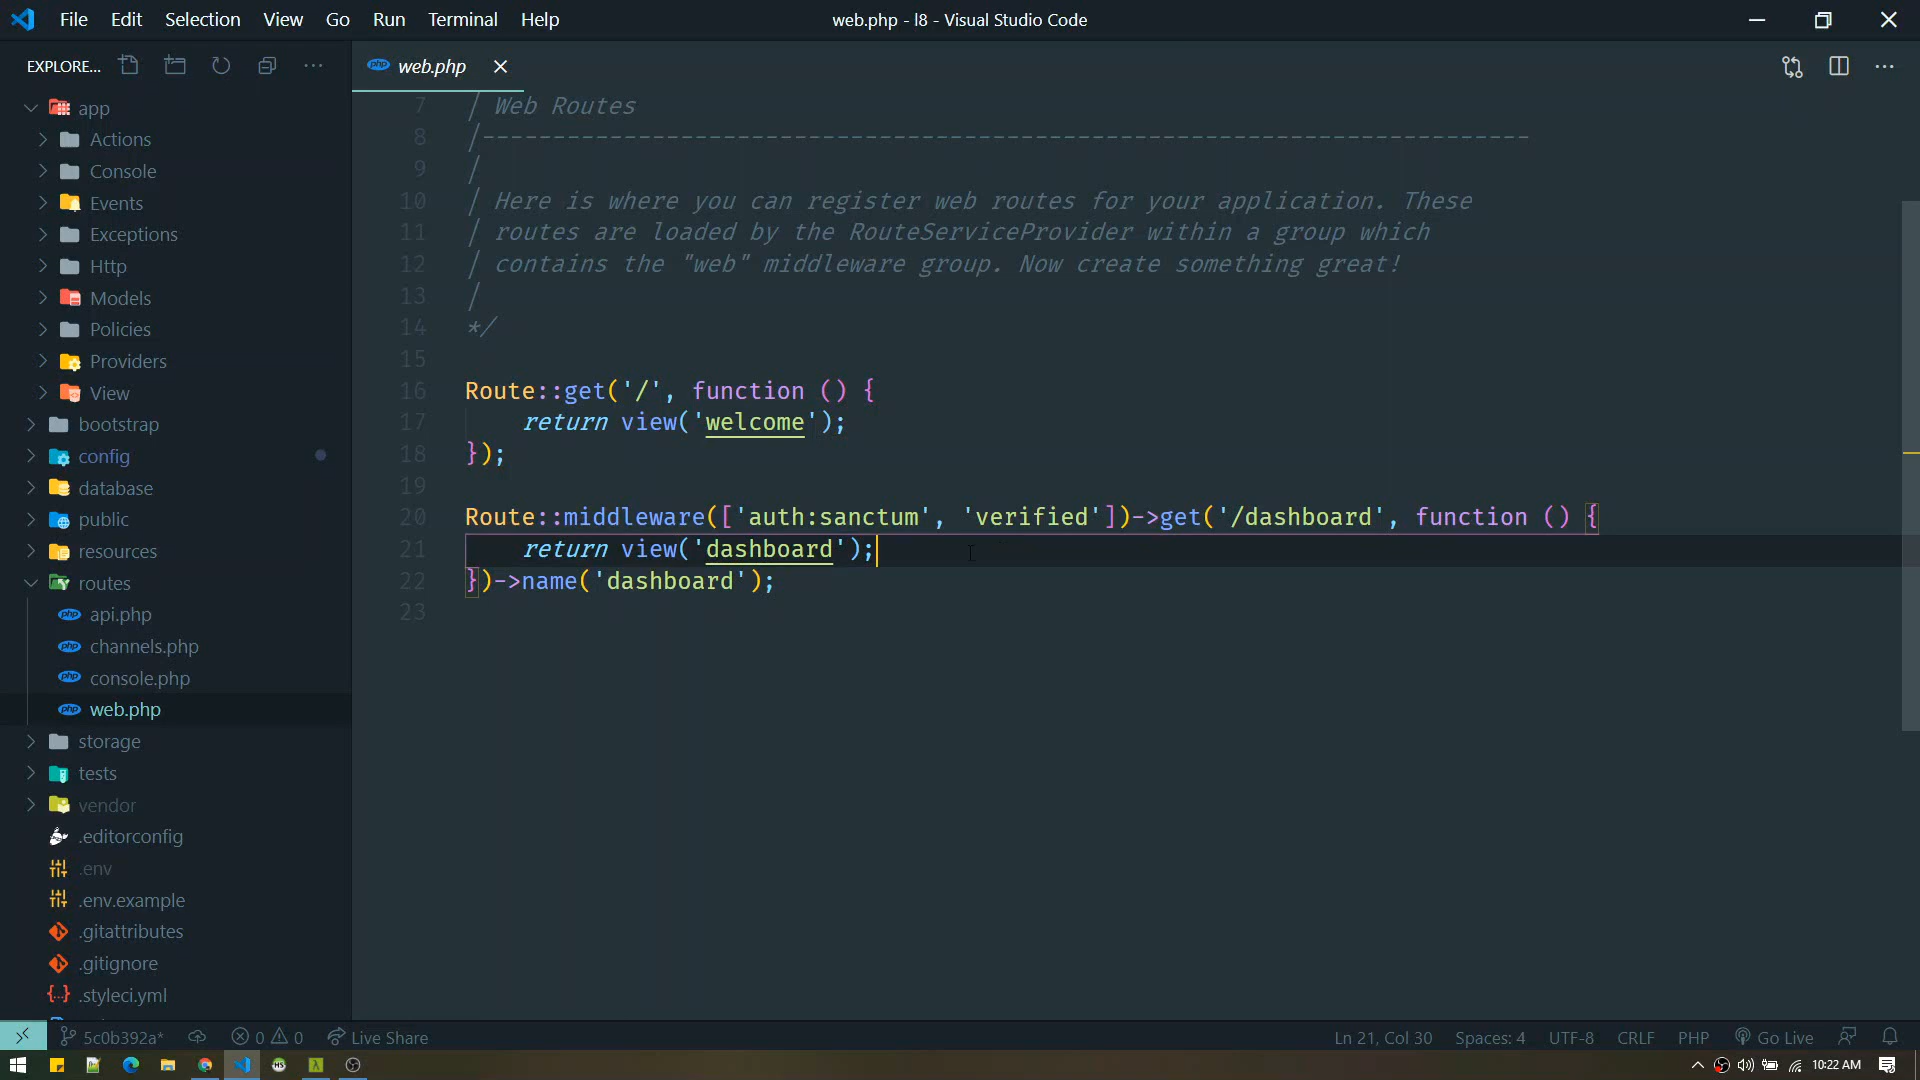 File Edit Selection View Go Run Terminal Help
web.php - l8 - Visual Studio Code
EXPLORE...
app
Actions
Console
Events
Exceptions
Http
Models
Policies
Providers
View
bootstrap
config
database
public
resources
routes
php api.php
php channels.php
php console.php
php web.php
storage
tests
vendor
.editorconfig
.env
.env.example
.gitattributes
.gitignore
{..} .styleci.yml
php web.php
7 | Web Routes
8 |--------------------------------------------------------------------------
9 |
10 | Here is where you can register web routes for your application. These
11 | routes are loaded by the RouteServiceProvider within a group which
12 | contains the "web" middleware group. Now create something great!
13 |
14 */
15
16 Route::get('/', function () {
17 return view('welcome');
18 });
19
20 Route::middleware(['auth:sanctum', 'verified'])->get('/dashboard', function () {
21 return view('dashboard');
22 })->name('dashboard');
23
5c0b392a* 0 0 Live Share
Ln 21, Col 30 Spaces: 4 UTF-8 CRLF PHP Go Live
10:22 AM